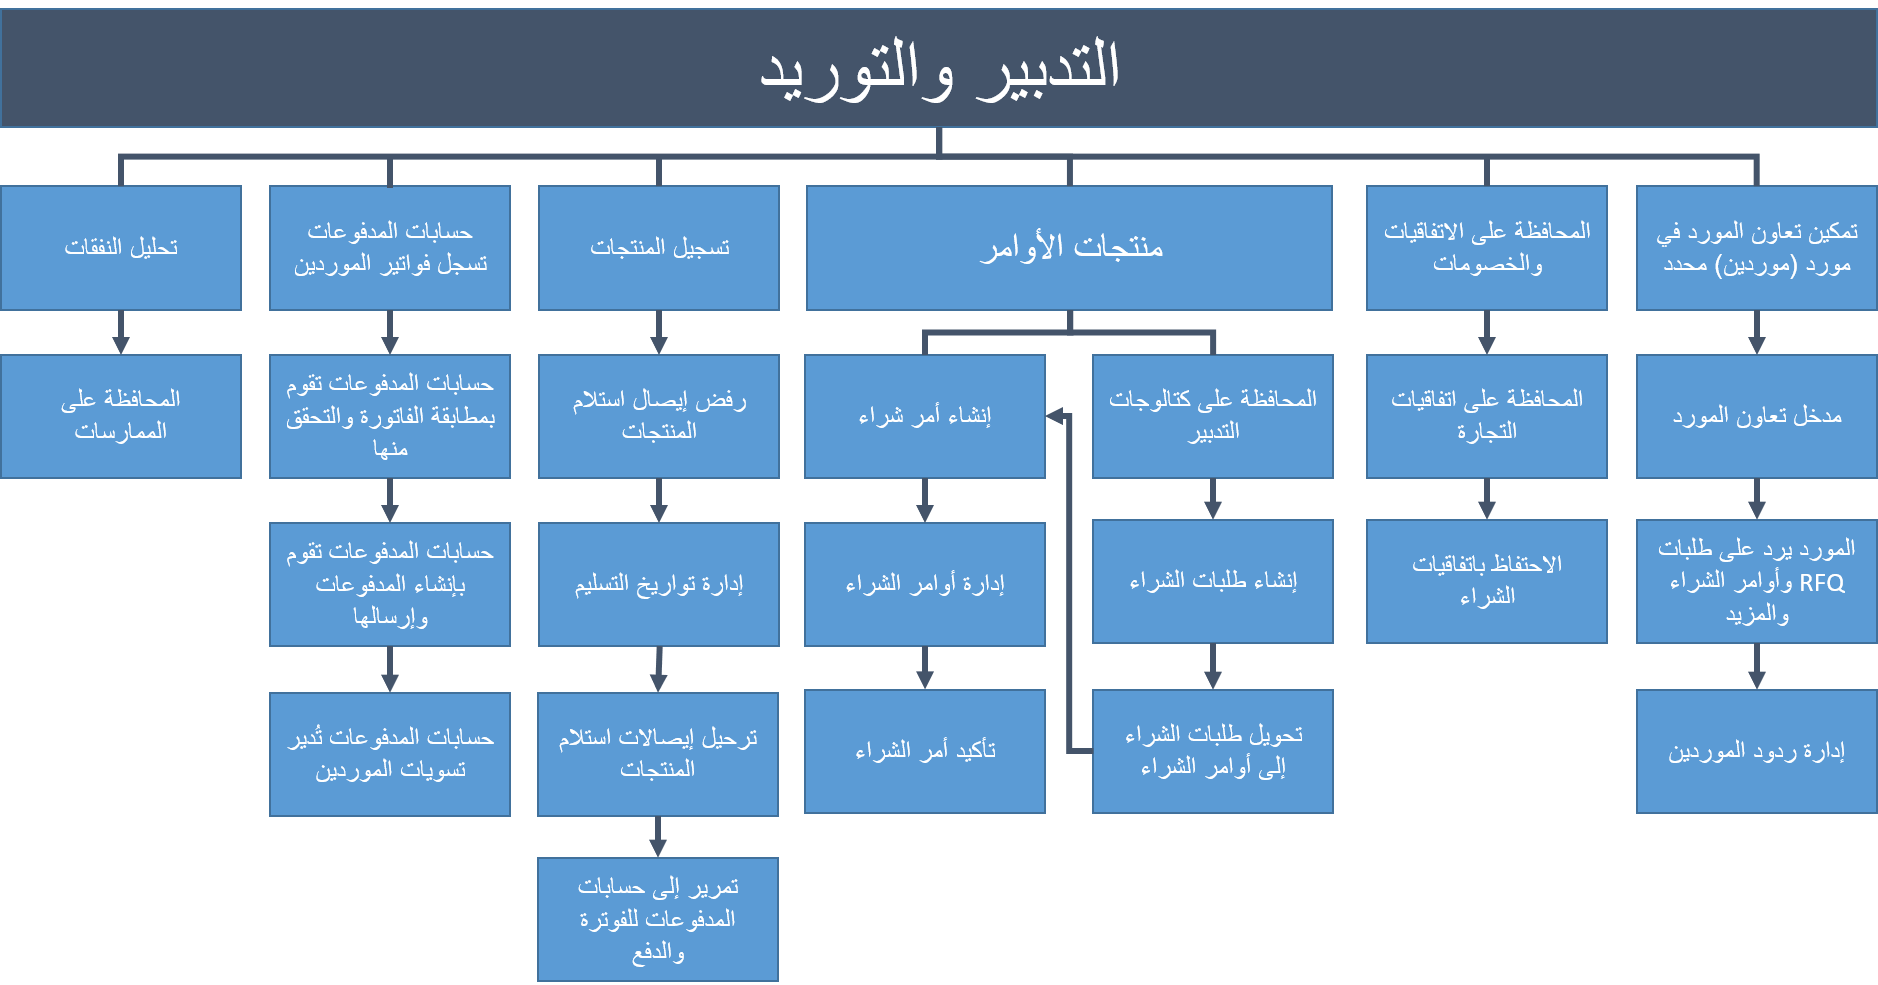 التدبير والتوريد
تمكين تعاون المورد في
مورد (موردين) محدد
المحافظة على الاتفاقيات
والخصومات
منتجات الأوامر
تسجيل المنتجات
حسابات المدفوعات
تسجل فواتير الموردين
تحليل النفقات
مدخل تعاون المورد
المحافظة على اتفاقيات
التجارة
المحافظة على كتالوجات
التدبير
إنشاء أمر شراء
رفض إيصال استلام
المنتجات
حسابات المدفوعات تقوم
بمطابقة الفاتورة والتحقق
منها
المحافظة على
الممارسات
المورد يرد على طلبات
RFQ وأوامر الشراء
والمزيد
الاحتفاظ باتفاقيات
الشراء
إنشاء طلبات الشراء
إدارة أوامر الشراء
إدارة تواريخ التسليم
حسابات المدفوعات تقوم
بإنشاء المدفوعات
وإرسالها
إدارة ردود الموردين
تحويل طلبات الشراء
إلى أوامر الشراء
تأكيد أمر الشراء
ترحيل إيصالات استلام
المنتجات
حسابات المدفوعات تُدير
تسويات الموردين
تمرير إلى حسابات
المدفوعات للفوترة
والدفع